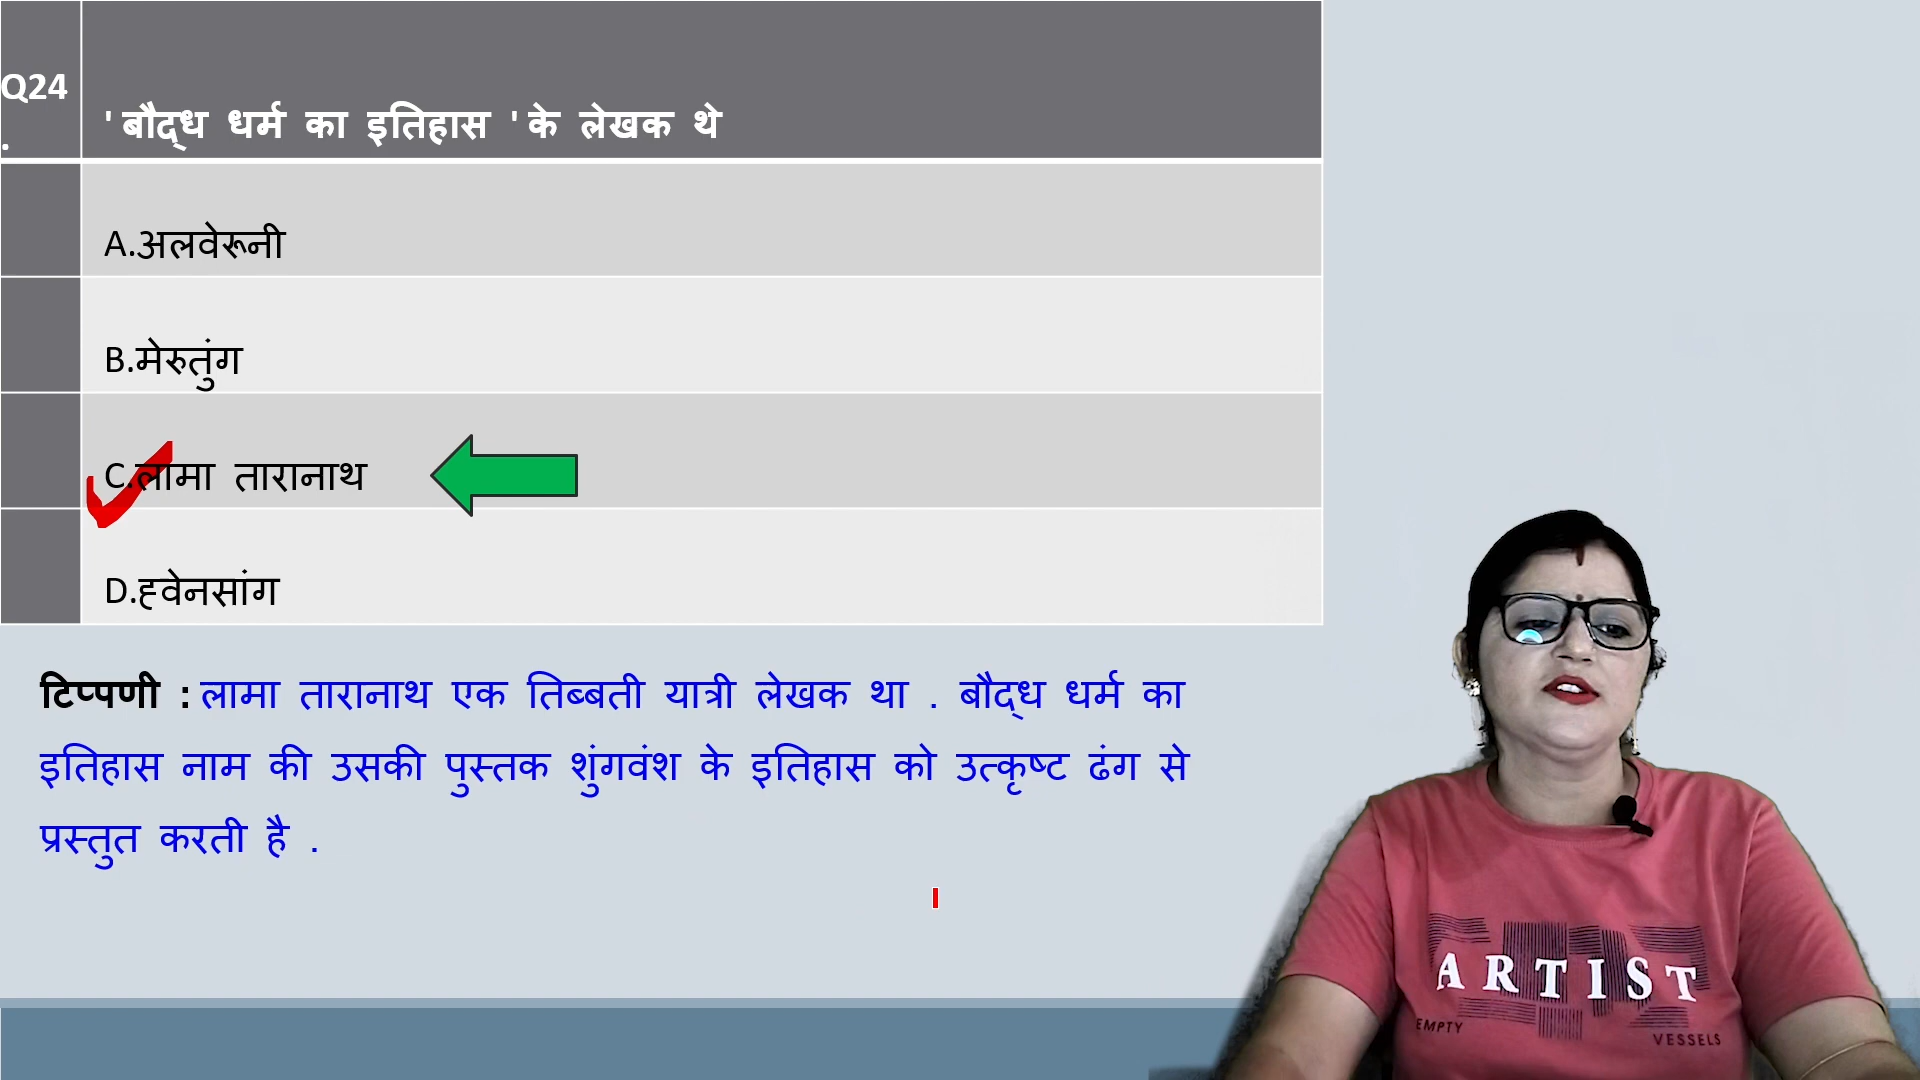 Q24
.
' बौद्ध धर्म का इतिहास ' के लेखक थे
A.अलवेरूनी
B.मेरुतुंग
C.लामा तारानाथ
D.ह्वेनसांग
टिप्पणी : लामा तारानाथ एक तिब्बती यात्री लेखक था . बौद्ध धर्म का
इतिहास नाम की उसकी पुस्तक शुंगवंश के इतिहास को उत्कृष्ट ढंग से
प्रस्तुत करती है .
ARTIST
EMPTY
VESSELS